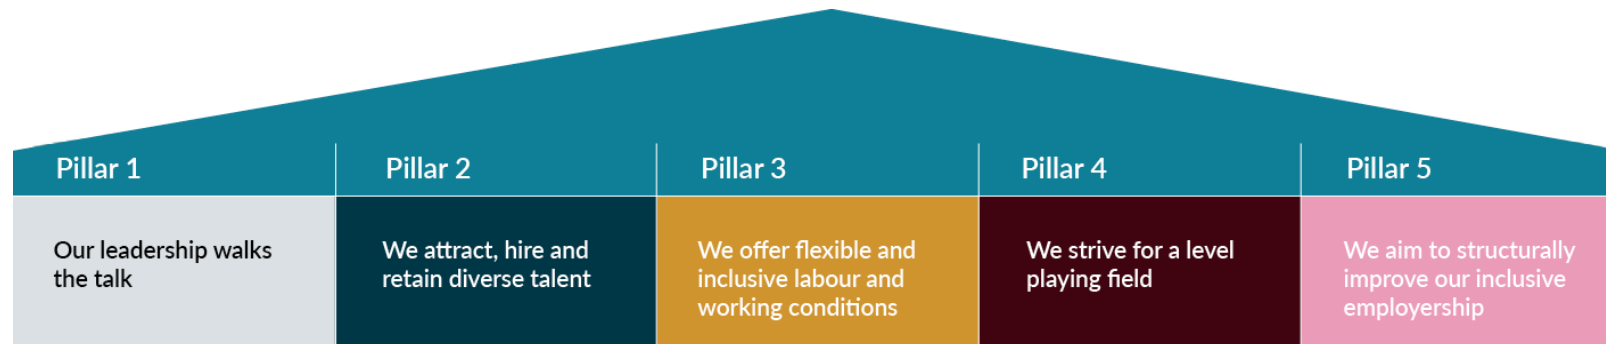 Pillar 1
Our leadership walks
the talk
Pillar 2
We attract, hire and
retain diverse talent
Pillar 3
We offer flexible and
inclusive labour and
working conditions
Pillar 4
We strive for a level
playing field
Pillar 5
We aim to structurally
improve our inclusive
employership